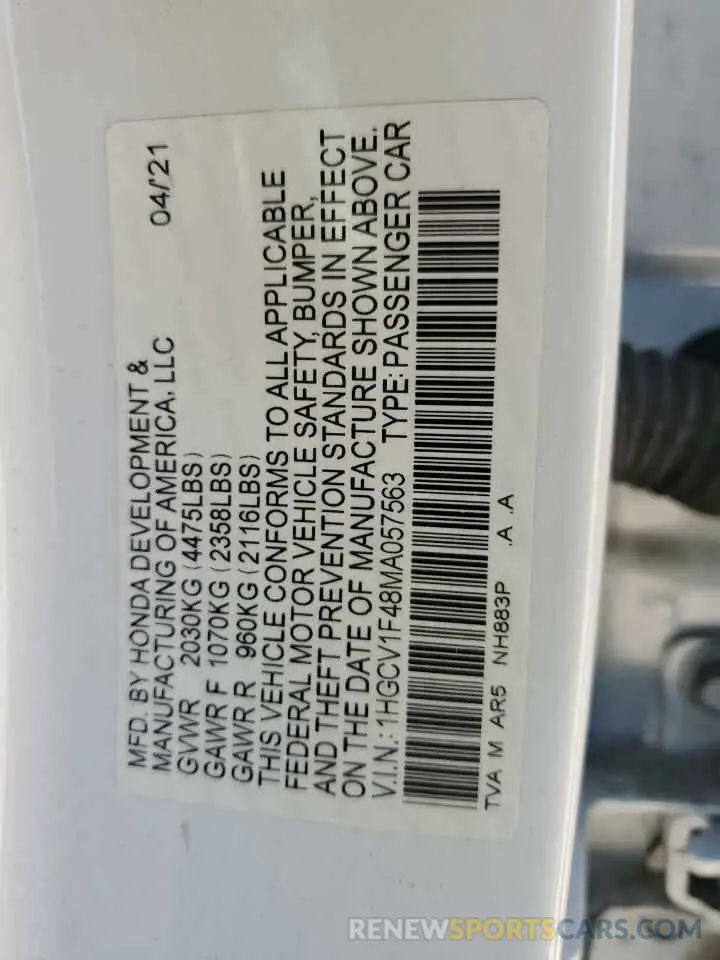 MFD. BY HONDA DEVELOPMENT & 04/'21
MANUFACTURING OF AMERICA, LLC
GVWR 2030KG (4475LBS)
GAWR F 1070KG (2358LBS)
GAWR R 960KG (2116LBS)
THIS VEHICLE CONFORMS TO ALL APPLICABLE
FEDERAL MOTOR VEHICLE SAFETY, BUMPER,
AND THEFT PREVENTION STANDARDS IN EFFECT
ON THE DATE OF MANUFACTURE SHOWN ABOVE.
V.I.N.: 1HGCV1F48MA057563 TYPE: PASSENGER CAR
TVA M AR5 NH883P .A .A
RENEWSPORTSCARS.COM